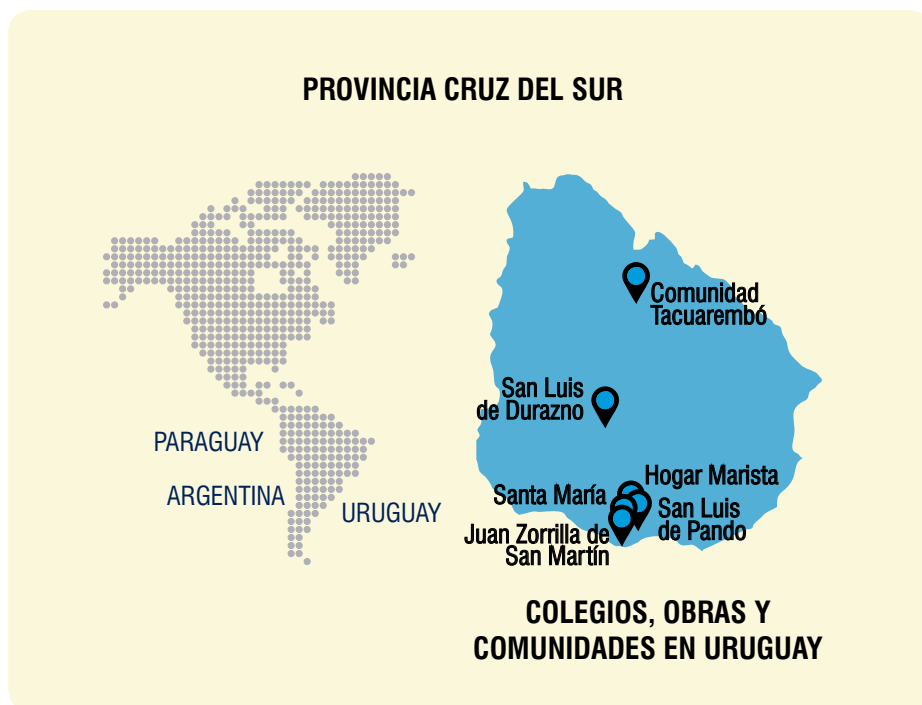 PROVINCIA CRUZ DEL SUR
PARAGUAY
ARGENTINA
URUGUAY
Comunidad
Tacuarembó
San Luis
de Durazno
Hogar Marista
Santa María
San Luis
de Pando
Juan Zorrilla de
San Martín
COLEGIOS, OBRAS Y
COMUNIDADES EN URUGUAY